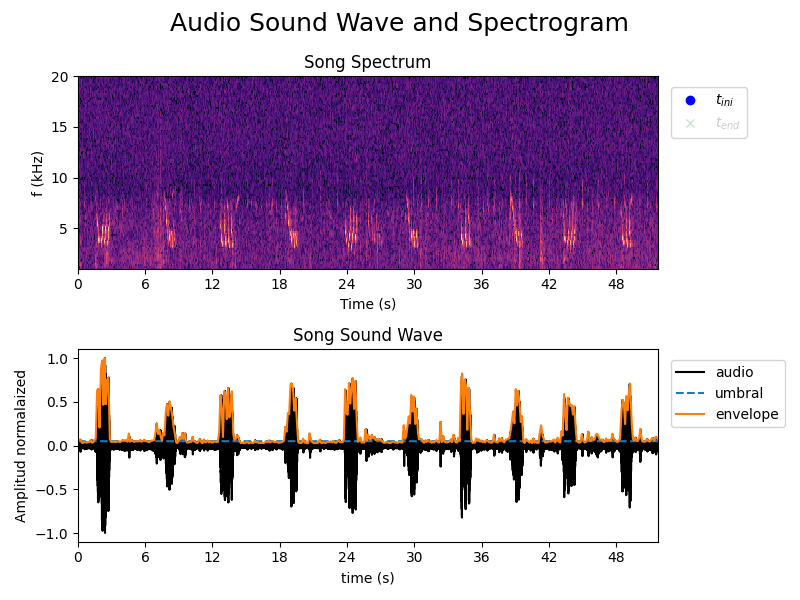 Audio Sound Wave and Spectrogram
Song Spectrum
20
15
10
5
f (kHz)
0 6 12 18 24 30 36 42 48
Time (s)
t_ini
t_end
Song Sound Wave
1.0
0.5
0.0
−0.5
−1.0
Amplitud normalaized
0 6 12 18 24 30 36 42 48
time (s)
audio
umbral
envelope